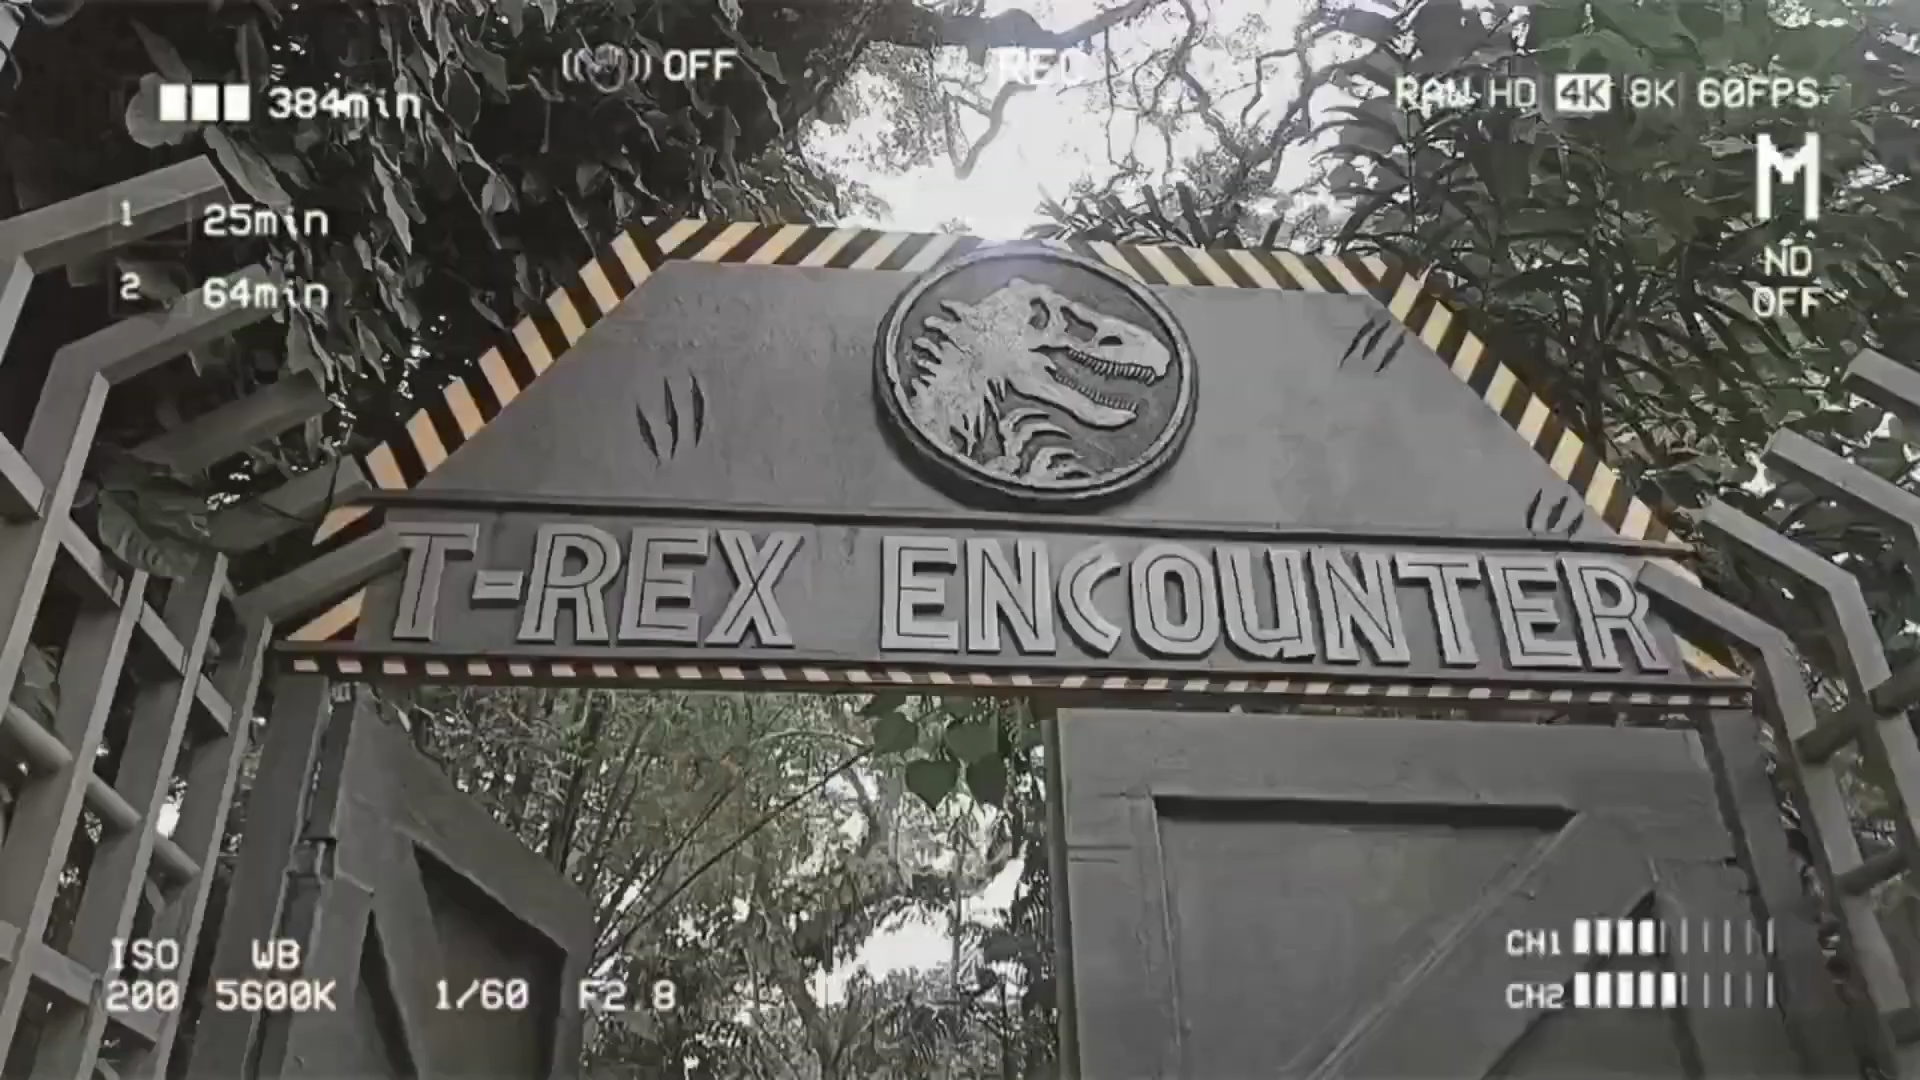 OFF
REC
384min
RAW HD 4K 8K 60FPS
M
1 25min
2 64min
ND
OFF
T-REX ENCOUNTER
ISO WB
200 5600K 1/60 F2.8
CH1
CH2